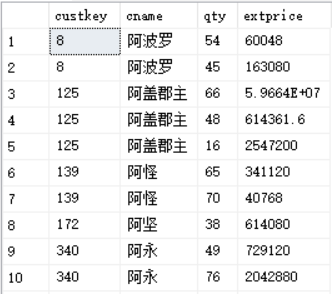 custkey cname qty extprice
1 8 阿波罗 54 60048
2 8 阿波罗 45 163080
3 125 阿盖郡主 66 5.9664E+07
4 125 阿盖郡主 48 614361.6
5 125 阿盖郡主 16 2547200
6 139 阿怪 65 341120
7 139 阿怪 70 40768
8 172 阿坚 38 614080
9 340 阿永 49 729120
10 340 阿永 76 2042880